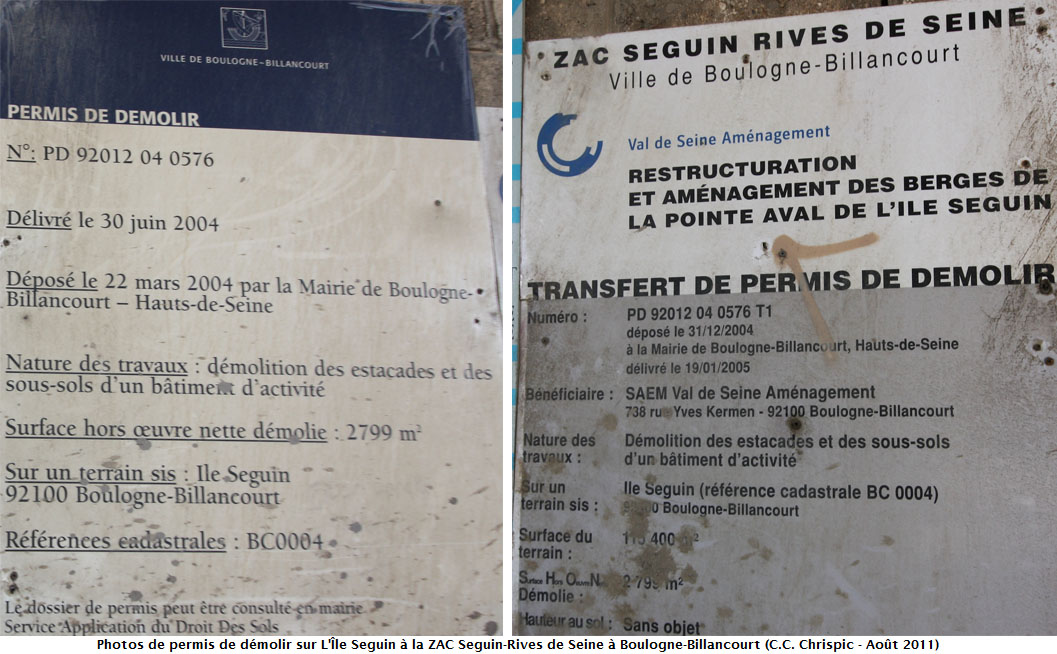 VILLE DE BOULOGNE-BILLANCOURT
PERMIS DE DEMOLIR
N°: PD 92012 04 0576
Délivré le 30 juin 2004
Déposé le 22 mars 2004 par la Mairie de Boulogne-
Billancourt – Hauts-de-Seine
Nature des travaux : démolition des estacades et des
sous-sols d'un bâtiment d'activité
Surface hors œuvre nette démolie : 2799 m²
Sur un terrain sis : Ile Seguin
92100 Boulogne-Billancourt
Références cadastrales : BC0004
Le dossier de permis peut être consulté en mairie
Service Application du Droit Des Sols
ZAC SEGUIN RIVES DE SEINE
Ville de Boulogne-Billancourt
Val de Seine Aménagement
RESTRUCTURATION
ET AMÉNAGEMENT DES BERGES DE
LA POINTE AVAL DE L'ILE SEGUIN
TRANSFERT DE PERMIS DE DEMOLIR
Numéro : PD 92012 04 0576 T1
déposé le 31/12/2004
à la Mairie de Boulogne-Billancourt, Hauts-de-Seine
délivré le 19/01/2005
Bénéficiaire : SAEM Val de Seine Aménagement
738 rue Yves Kermen - 92100 Boulogne-Billancourt
Nature des travaux : Démolition des estacades et des sous-sols
d'un bâtiment d'activité
Sur un terrain sis : Ile Seguin (référence cadastrale BC 0004)
Boulogne-Billancourt
Surface du terrain : 400 m²
Surface Hors Oeuvre N
Démolie : 2 799 m²
Hauteur au sol : Sans objet
Photos de permis de démolir sur L'Île Seguin à la ZAC Seguin-Rives de Seine à Boulogne-Billancourt (C.C. Chrispic - Août 2011)